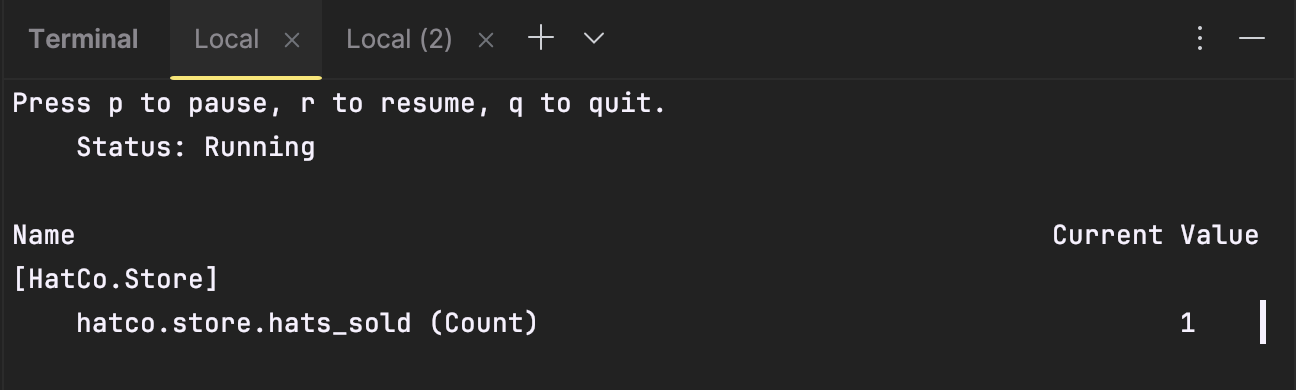 Terminal Local Local (2)
Press p to pause, r to resume, q to quit.
Status: Running
Name Current Value
[HatCo.Store]
hatco.store.hats_sold (Count) 1